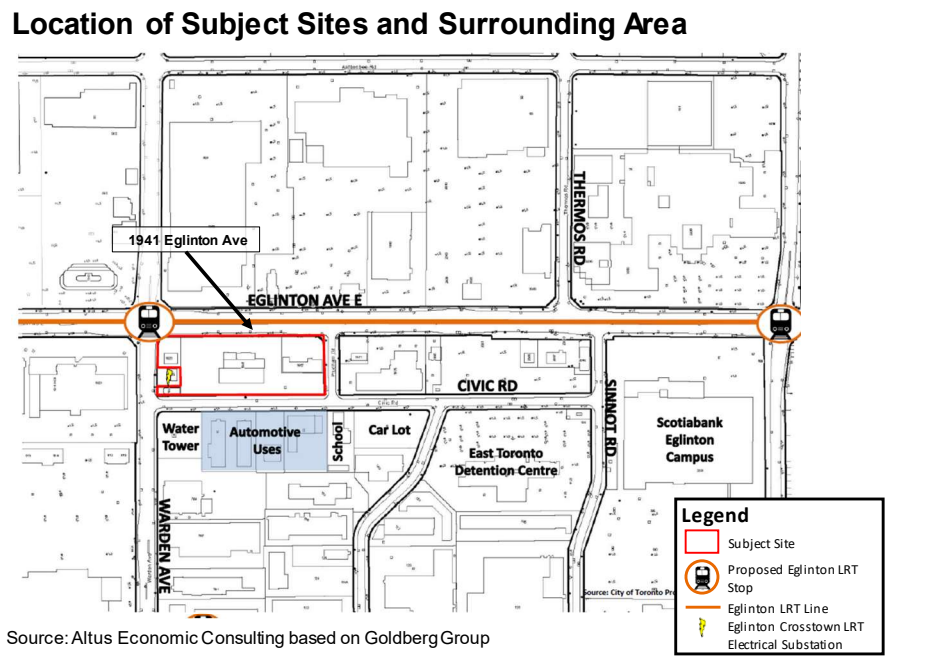 Location of Subject Sites and Surrounding Area
1941 Eglinton Ave
THERMOS RD
EGLINTON AVE E
CIVIC RD
Civic Rd
SINNOT RD
Water
Tower
Automotive
Uses
School
Car Lot
East Toronto
Detention Centre
Scotiabank
Eglinton
Campus
WARDEN AVE
Source: City of Toronto Pro
Legend
Subject Site
Proposed Eglinton LRT
Stop
Eglinton LRT Line
Eglinton Crosstown LRT
Electrical Substation
Source: Altus Economic Consulting based on Goldberg Group